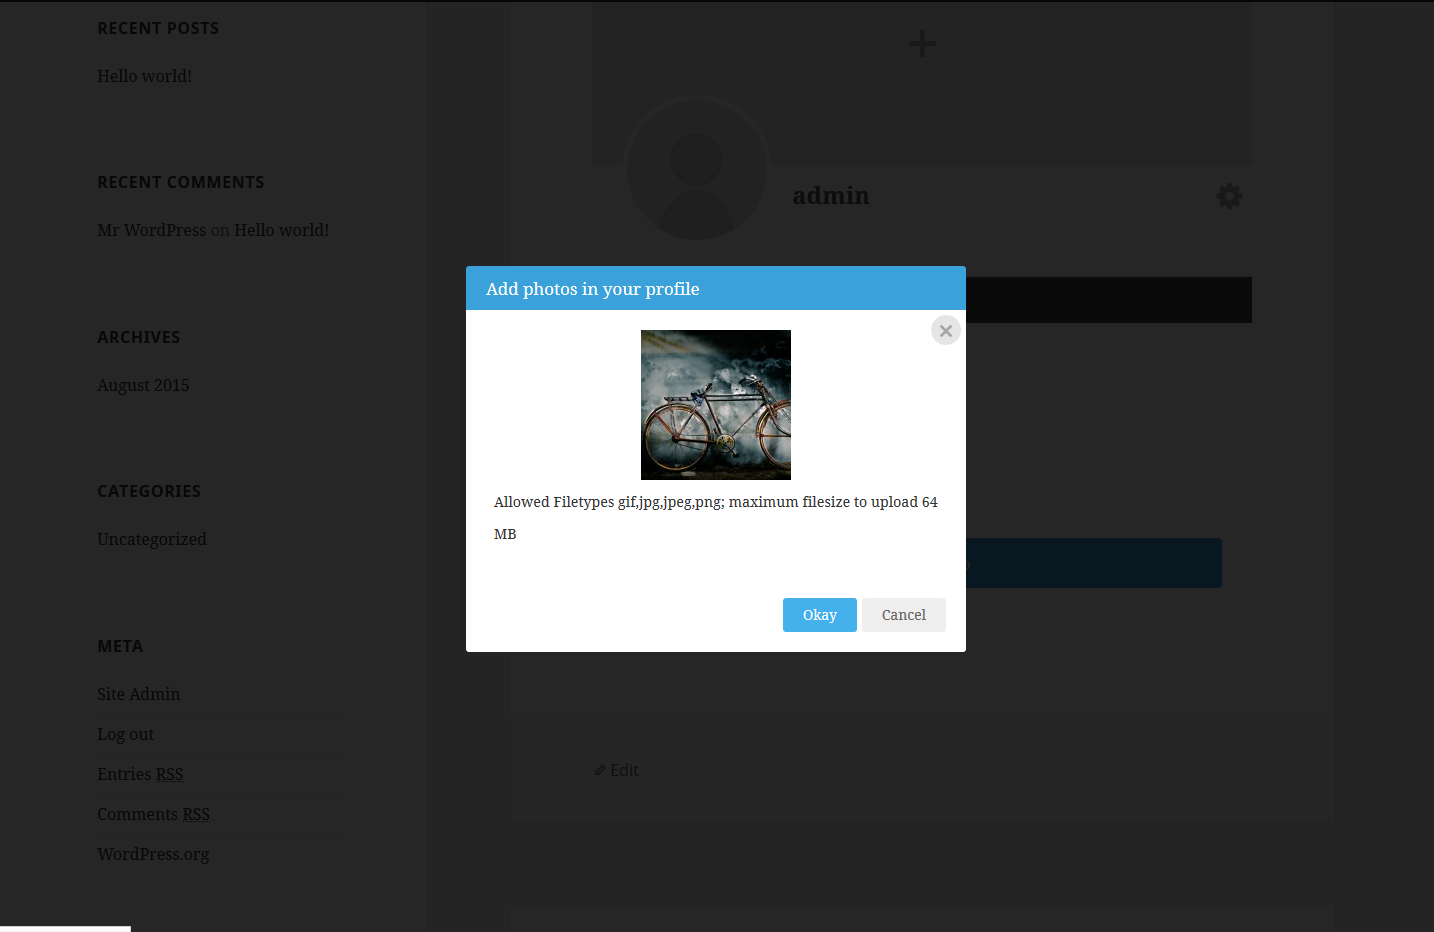 RECENT POSTS
Hello world!
RECENT COMMENTS
Mr WordPress on Hello world!
ARCHIVES
August 2015
CATEGORIES
Uncategorized
META
Site Admin
Log out
Entries RSS
Comments RSS
WordPress.org
admin
Add photos in your profile
Allowed Filetypes gif,jpg,jpeg,png; maximum filesize to upload 64
MB
Okay
Cancel
Edit